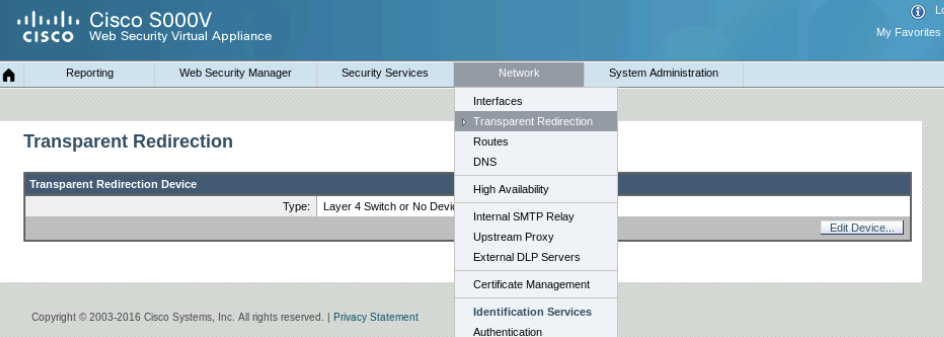 Cisco S000V
CISCO Web Security Virtual Appliance
My Favorites
Reporting Web Security Manager Security Services Network System Administration
Interfaces
Transparent Redirection
Routes
DNS
High Availability
Internal SMTP Relay
Upstream Proxy
External DLP Servers
Certificate Management
Identification Services
Authentication
Transparent Redirection
Transparent Redirection Device
Type: Layer 4 Switch or No
Edit Device...
Copyright © 2003-2016 Cisco Systems, Inc. All rights reserved. | Privacy Statement